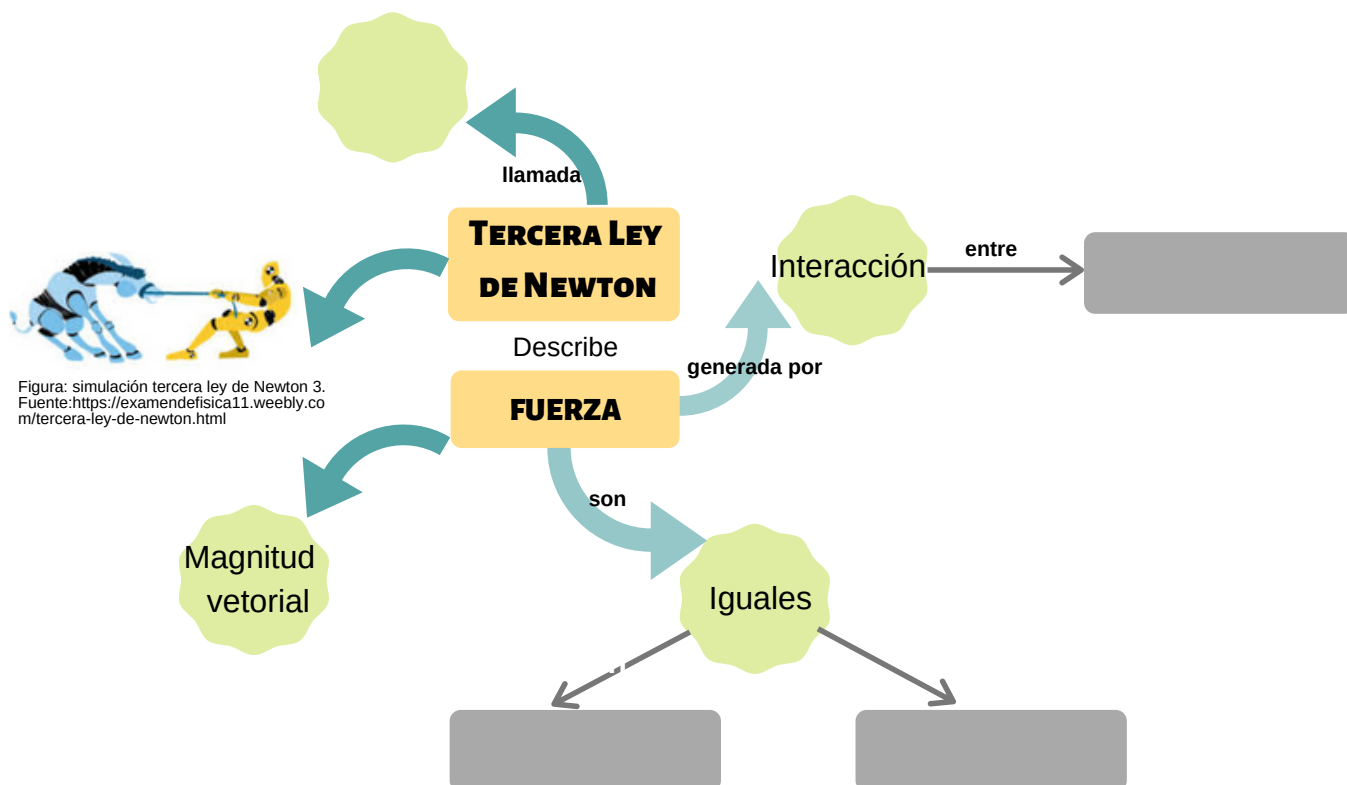 llamada
TERCERA LEY
DE NEWTON
Interacción
entre
Describe
generada por
Figura: simulación tercera ley de Newton 3.
Fuente:https://examendefisica11.weebly.co
m/tercera-ley-de-newton.html
FUERZA
son
Magnitud
vetorial
Iguales